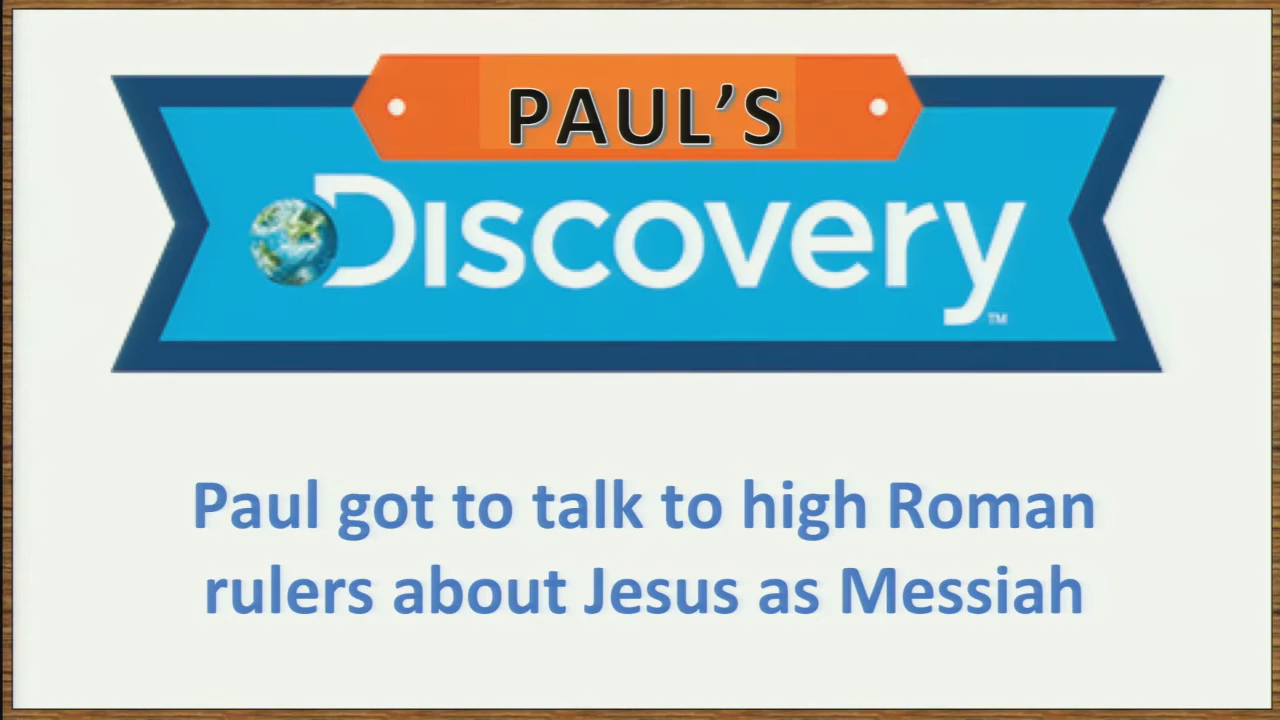 PAUL’S
Discovery
™
Paul got to talk to high Roman
rulers about Jesus as Messiah